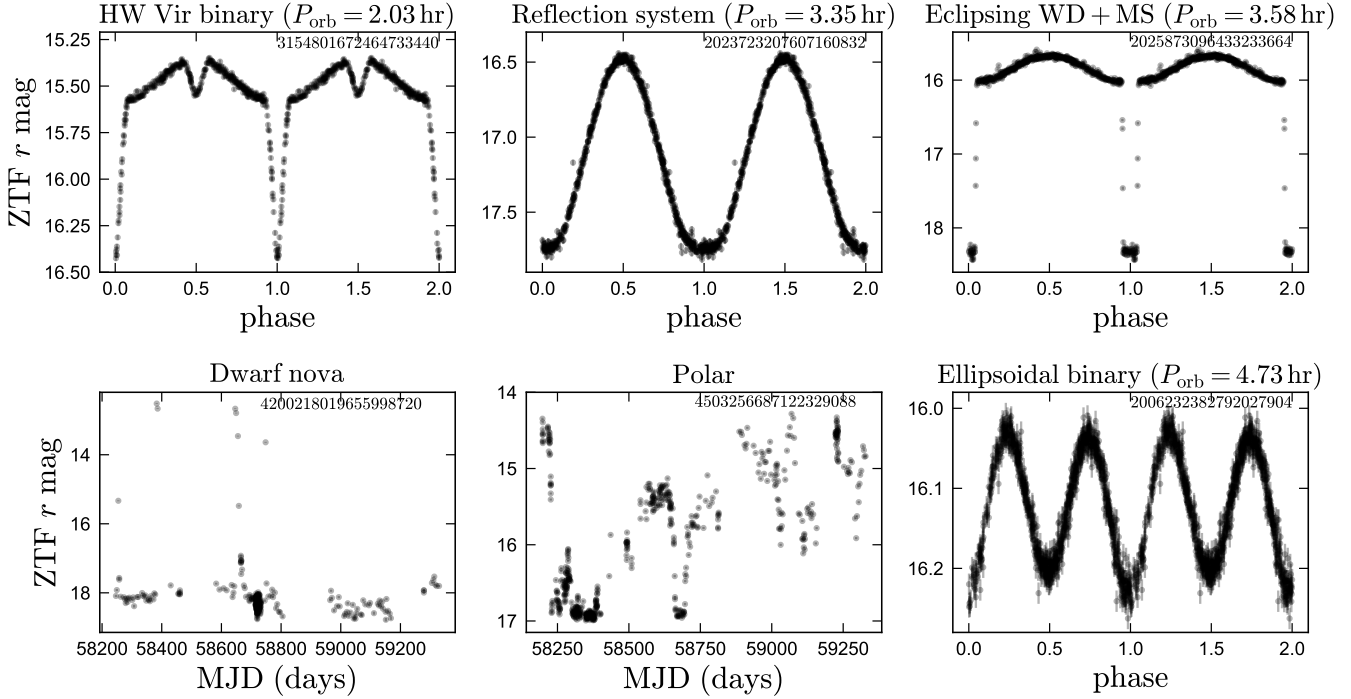 HW Vir binary (P_orb = 2.03 hr)
3154801672464733440
ZTF r mag
15.25
15.50
15.75
16.00
16.25
16.50
0.0 0.5 1.0 1.5 2.0
phase
Reflection system (P_orb = 3.35 hr)
2023723207607160832
16.5
17.0
17.5
0.0 0.5 1.0 1.5 2.0
phase
Eclipsing WD + MS (P_orb = 3.58 hr)
2025873096433233664
16
17
18
0.0 0.5 1.0 1.5 2.0
phase
Dwarf nova
4200218019655998720
ZTF r mag
14
16
18
58200 58400 58600 58800 59000 59200
MJD (days)
Polar
4503256687122329088
14
15
16
17
58250 58500 58750 59000 59250
MJD (days)
Ellipsoidal binary (P_orb = 4.73 hr)
2006232382792027904
16.0
16.1
16.2
0.0 0.5 1.0 1.5 2.0
phase